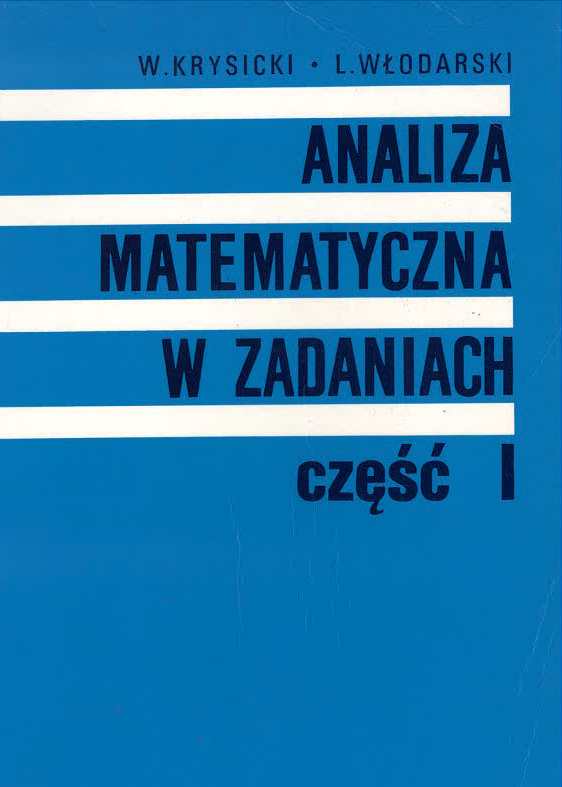 W.KRYSICKI • L.WŁODARSKI
ANALIZA
MATEMATYCZNA
W ZADANIACH
część I